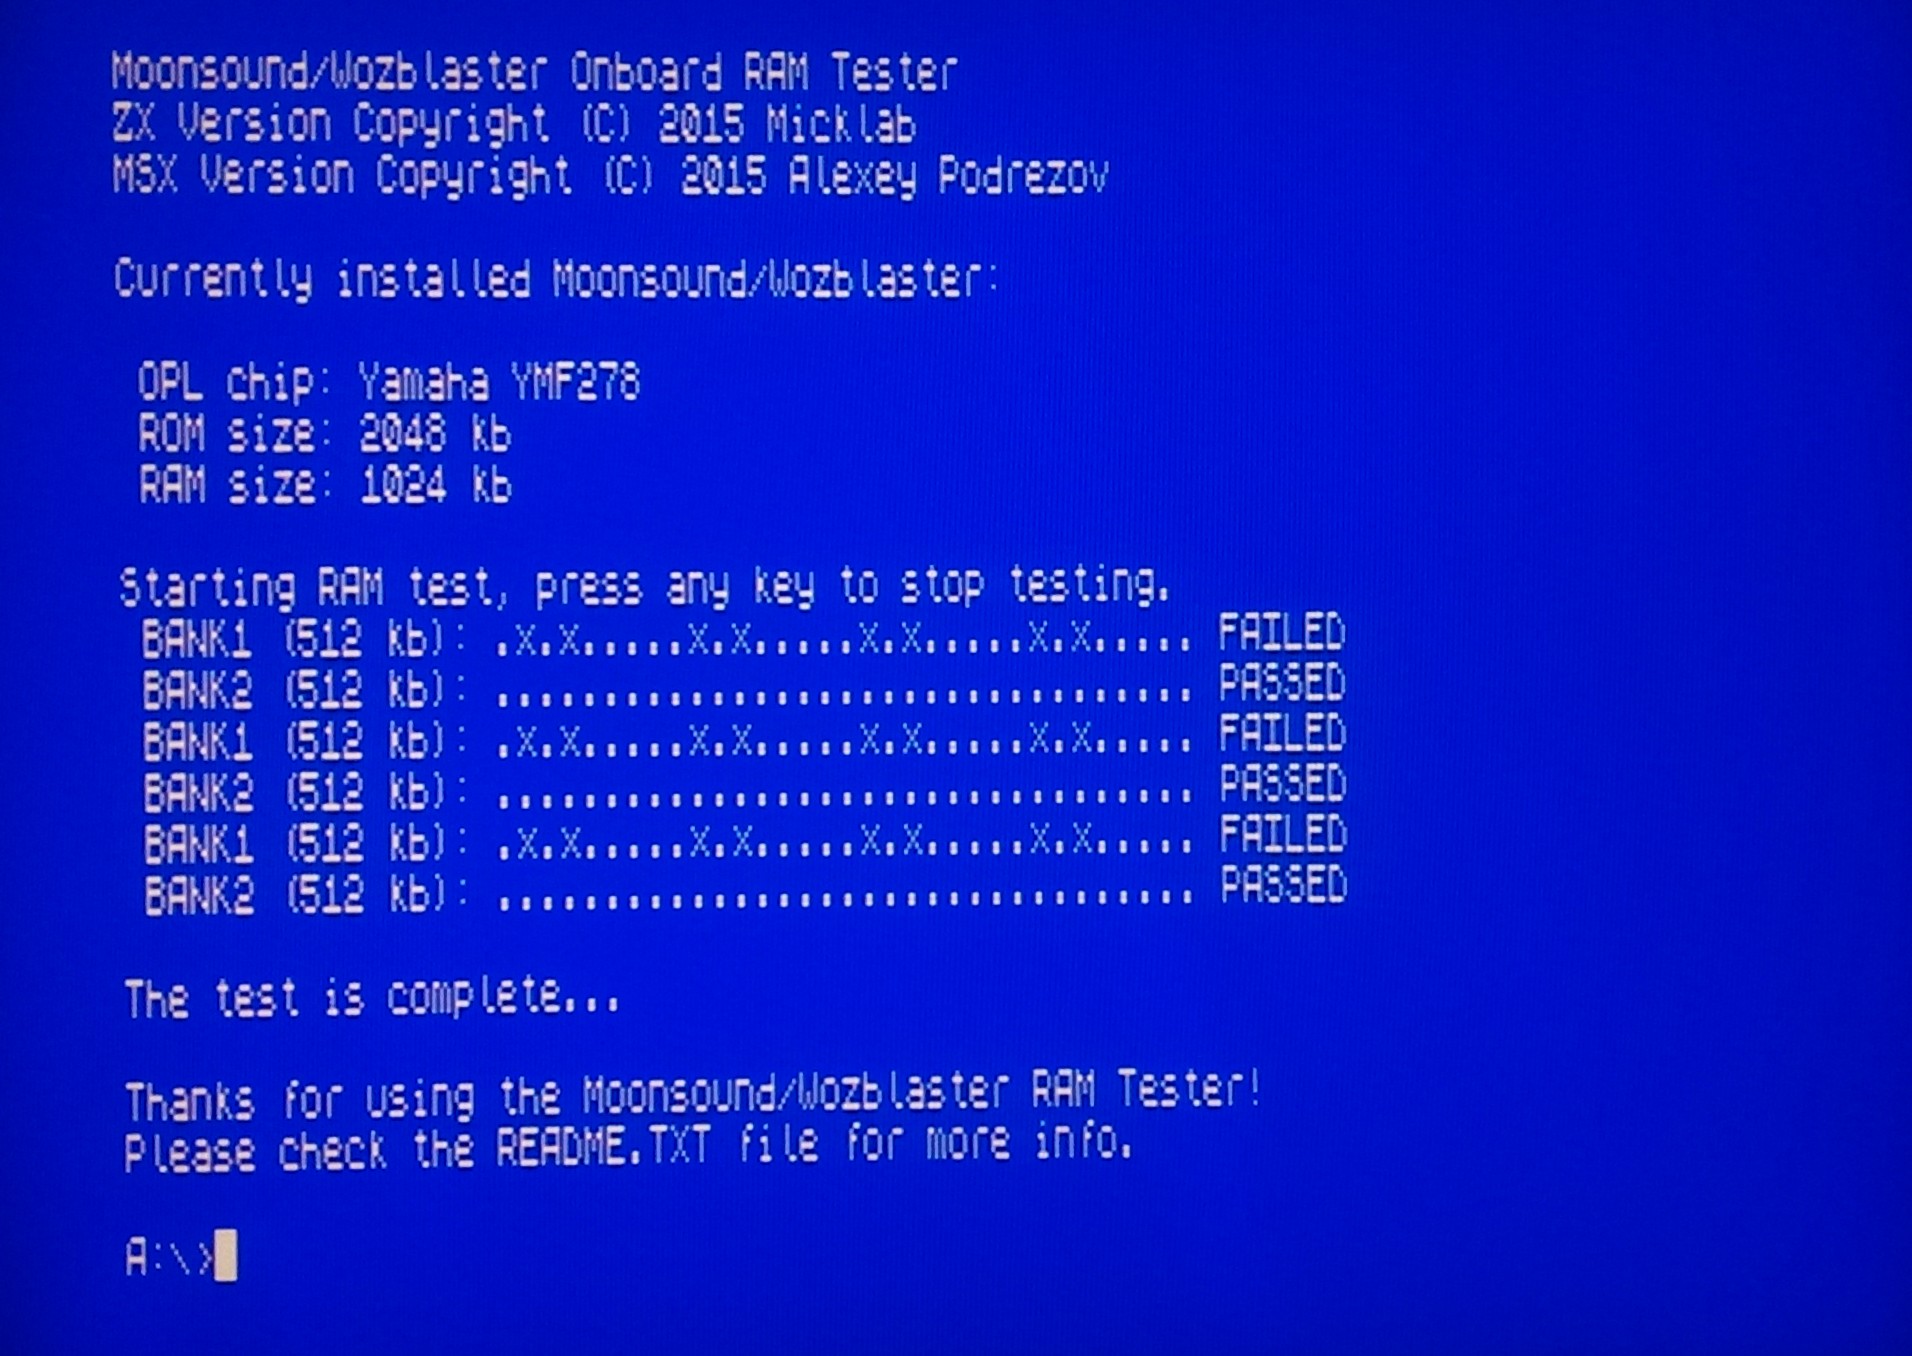 Moonsound/Wozblaster Onboard RAM Tester
ZX Version Copyright (C) 2015 Micklab
MSX Version Copyright (C) 2015 Alexey Podrezov
Currently installed Moonsound/Wozblaster:
OPL chip: Yamaha YMF278
ROM size: 2048 kb
RAM size: 1024 kb
Starting RAM test, press any key to stop testing.
BANK1 (512 kb): .X.X.....X.X.....X.X.....X.X..... FAILED
BANK2 (512 kb): ................................. PASSED
BANK1 (512 kb): .X.X.....X.X.....X.X.....X.X..... FAILED
BANK2 (512 kb): ................................. PASSED
BANK1 (512 kb): .X.X.....X.X.....X.X.....X.X..... FAILED
BANK2 (512 kb): ................................. PASSED
The test is complete...
Thanks for using the Moonsound/Wozblaster RAM Tester!
Please check the README.TXT file for more info.
A:\>